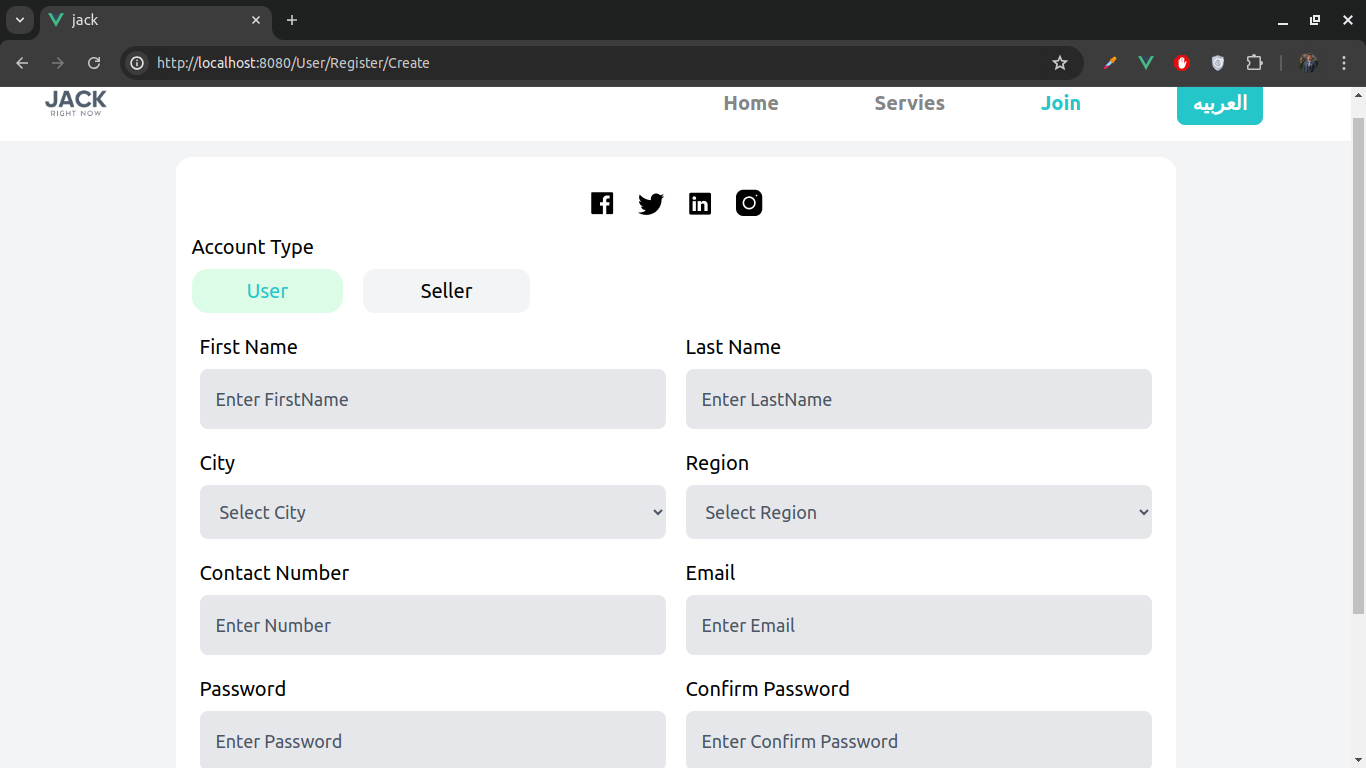 jack
http://localhost:8080/User/Register/Create
JACK
RIGHT NOW
Home Servies Join العربيه
Account Type
User Seller
First Name Last Name
Enter FirstName Enter LastName
City Region
Select City Select Region
Contact Number Email
Enter Number Enter Email
Password Confirm Password
Enter Password Enter Confirm Password